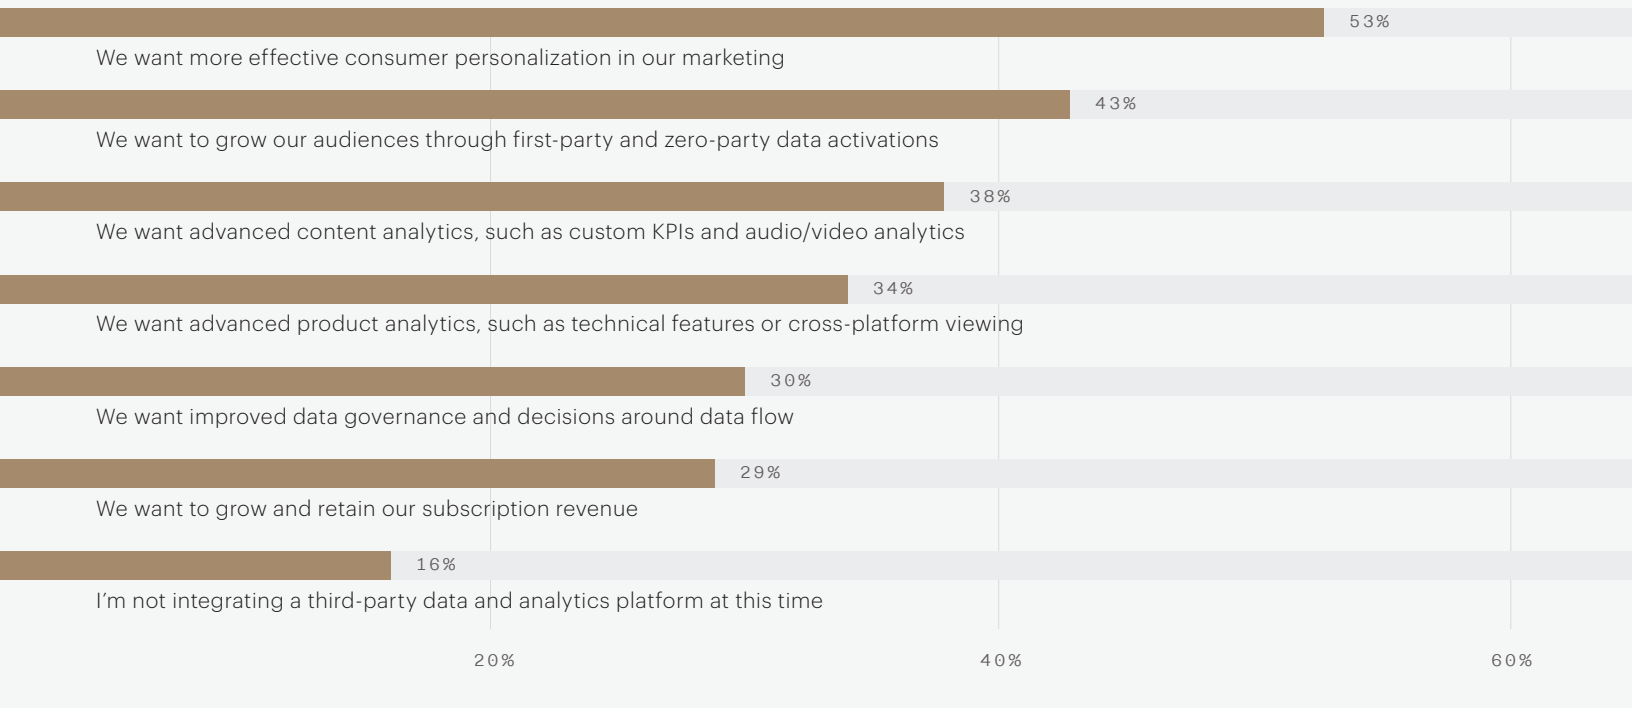 53%
We want more effective consumer personalization in our marketing
43%
We want to grow our audiences through first-party and zero-party data activations
38%
We want advanced content analytics, such as custom KPIs and audio/video analytics
34%
We want advanced product analytics, such as technical features or cross-platform viewing
30%
We want improved data governance and decisions around data flow
29%
We want to grow and retain our subscription revenue
16%
I’m not integrating a third-party data and analytics platform at this time
20% 40% 60%